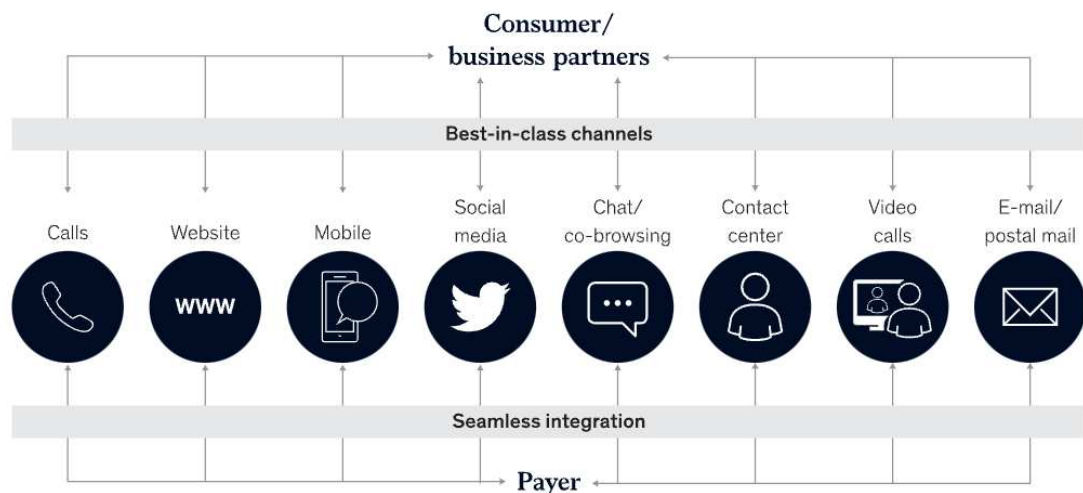 Consumer/
business partners
Best-in-class channels
Calls
Website
Mobile
Social
media
Chat/
co-browsing
Contact
center
Video
calls
E-mail/
postal mail
www
Seamless integration
Payer